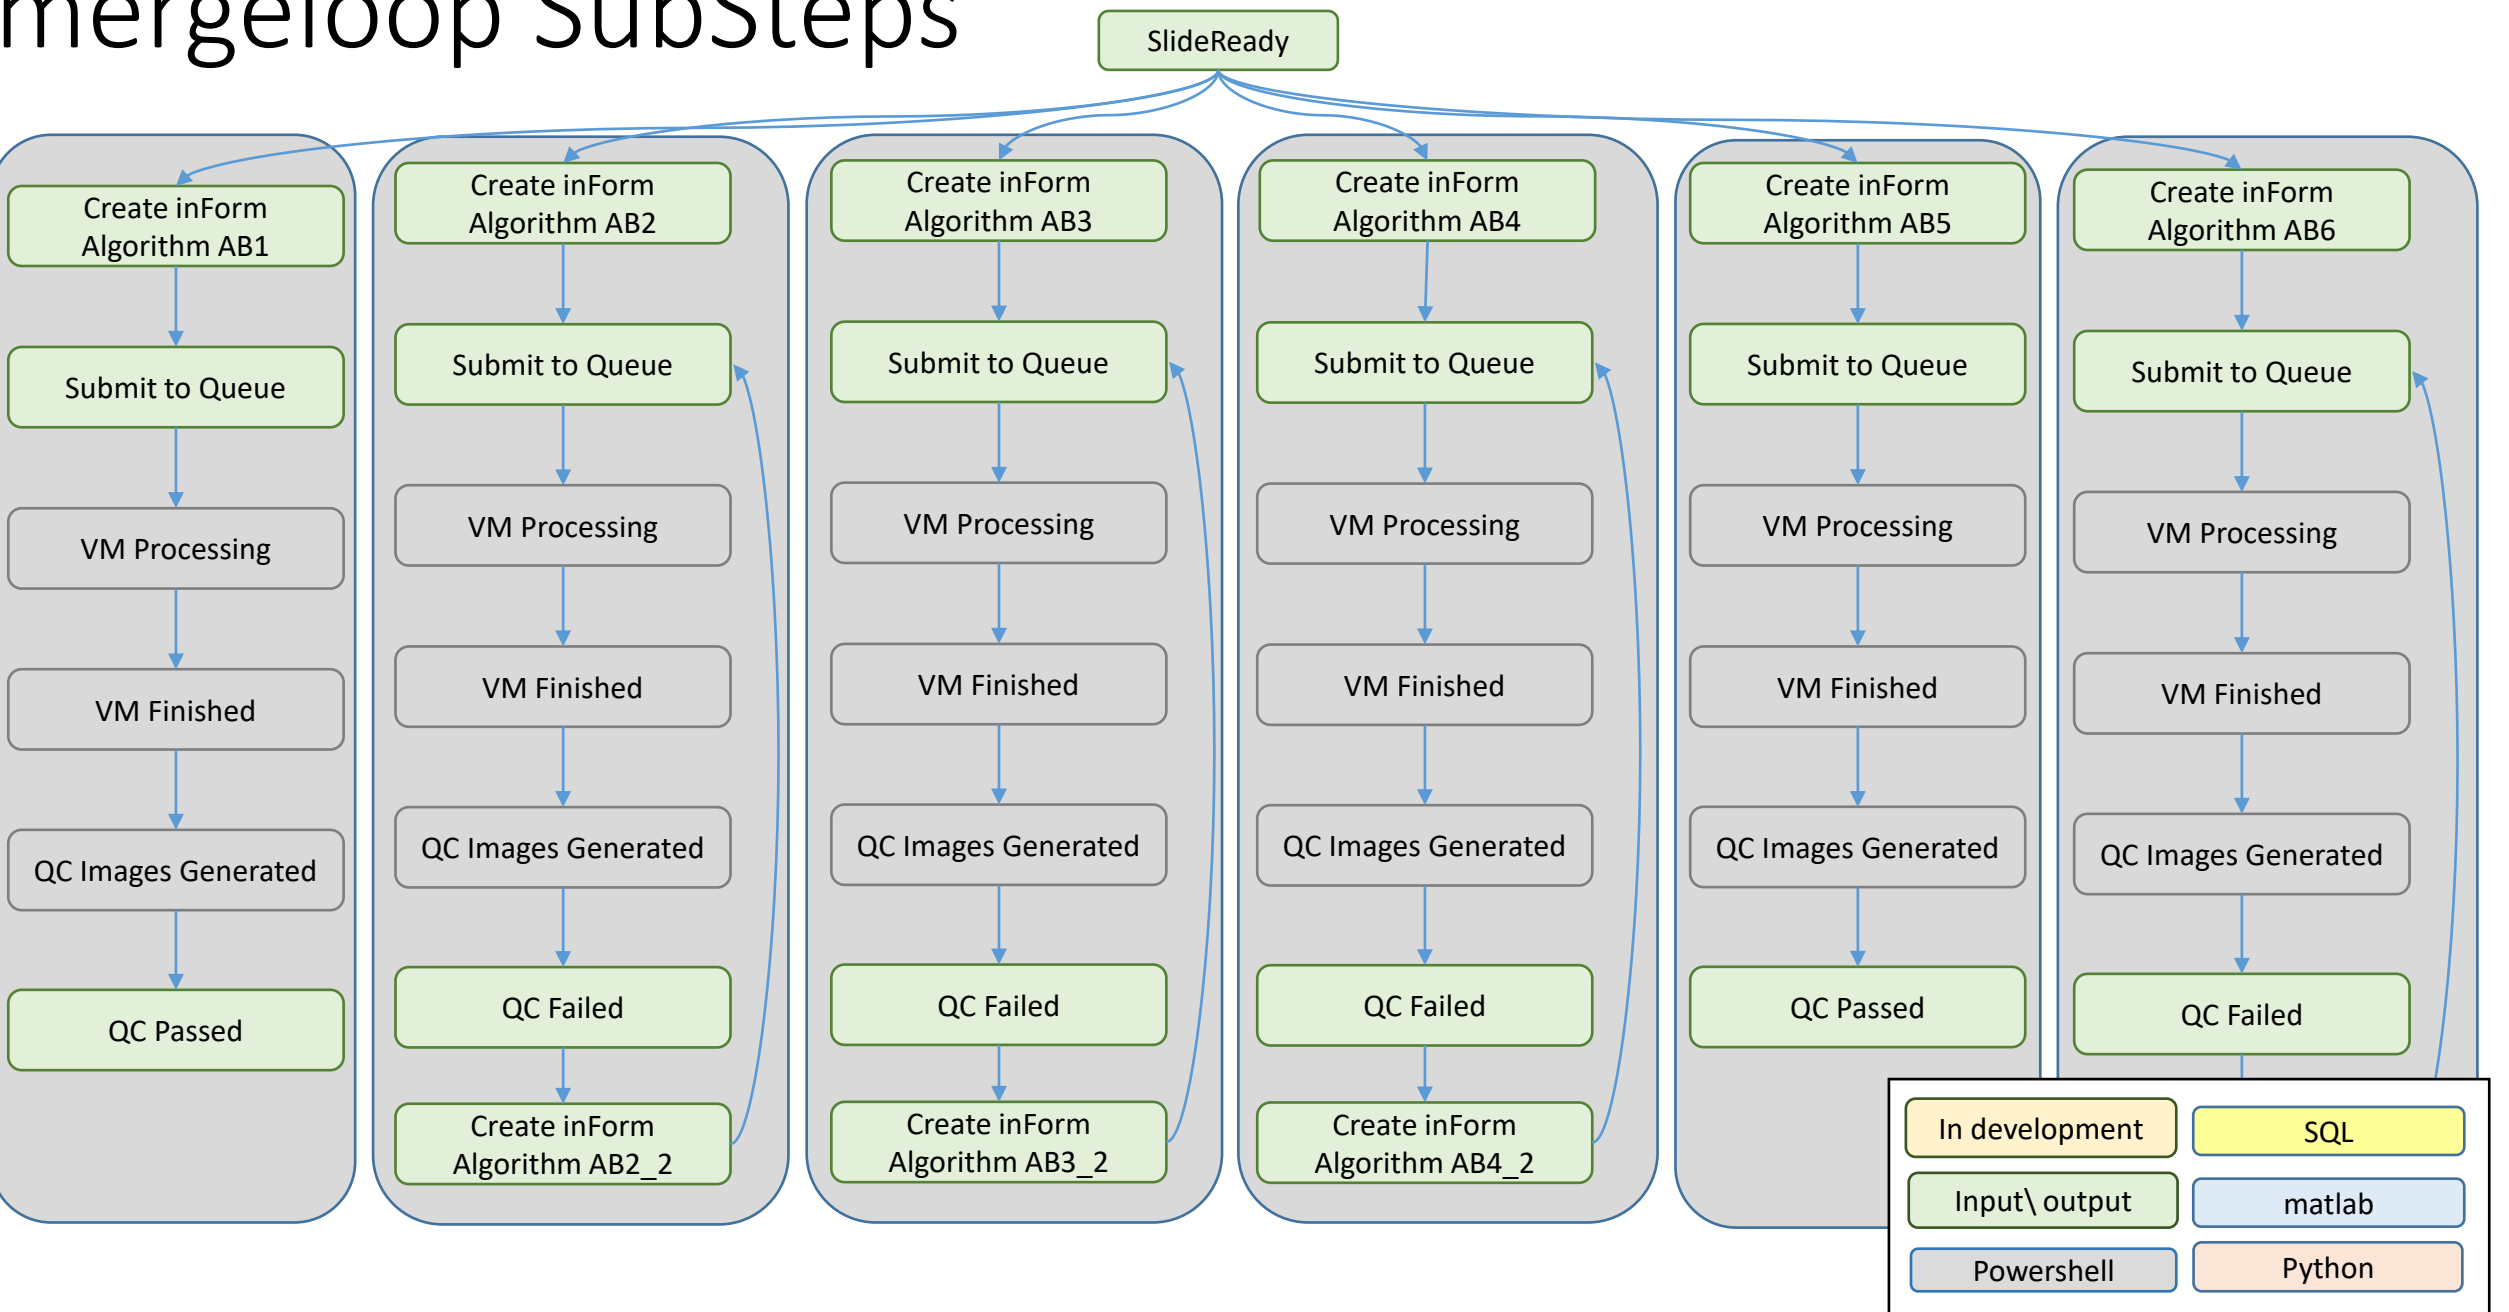 mergeloop SubSteps
SlideReady
Create inForm
Algorithm AB1
Submit to Queue
VM Processing
VM Finished
QC Images Generated
QC Passed
Create inForm
Algorithm AB2
Submit to Queue
VM Processing
VM Finished
QC Images Generated
QC Failed
Create inForm
Algorithm AB2_2
Create inForm
Algorithm AB3
Submit to Queue
VM Processing
VM Finished
QC Images Generated
QC Failed
Create inForm
Algorithm AB3_2
Create inForm
Algorithm AB4
Submit to Queue
VM Processing
VM Finished
QC Images Generated
QC Failed
Create inForm
Algorithm AB4_2
Create inForm
Algorithm AB5
Submit to Queue
VM Processing
VM Finished
QC Images Generated
QC Passed
Create inForm
Algorithm AB6
Submit to Queue
VM Processing
VM Finished
QC Images Generated
QC Failed
In development
SQL
Input\ output
matlab
Powershell
Python